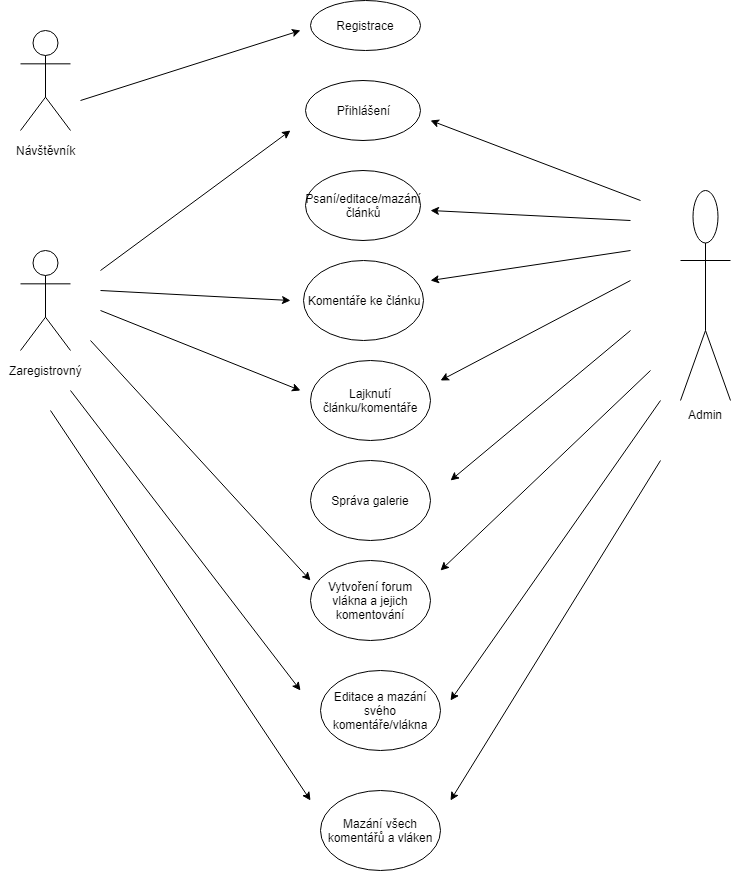 Registrace
Přihlášení
Návštěvník
Psaní/editace/mazání
článků
Komentáře ke článku
Zaregistrovný
Lajknutí
článku/komentáře
Admin
Správa galerie
Vytvoření forum
vlákna a jejich
komentování
Editace a mazání
svého
komentáře/vlákna
Mazání všech
komentářů a vláken